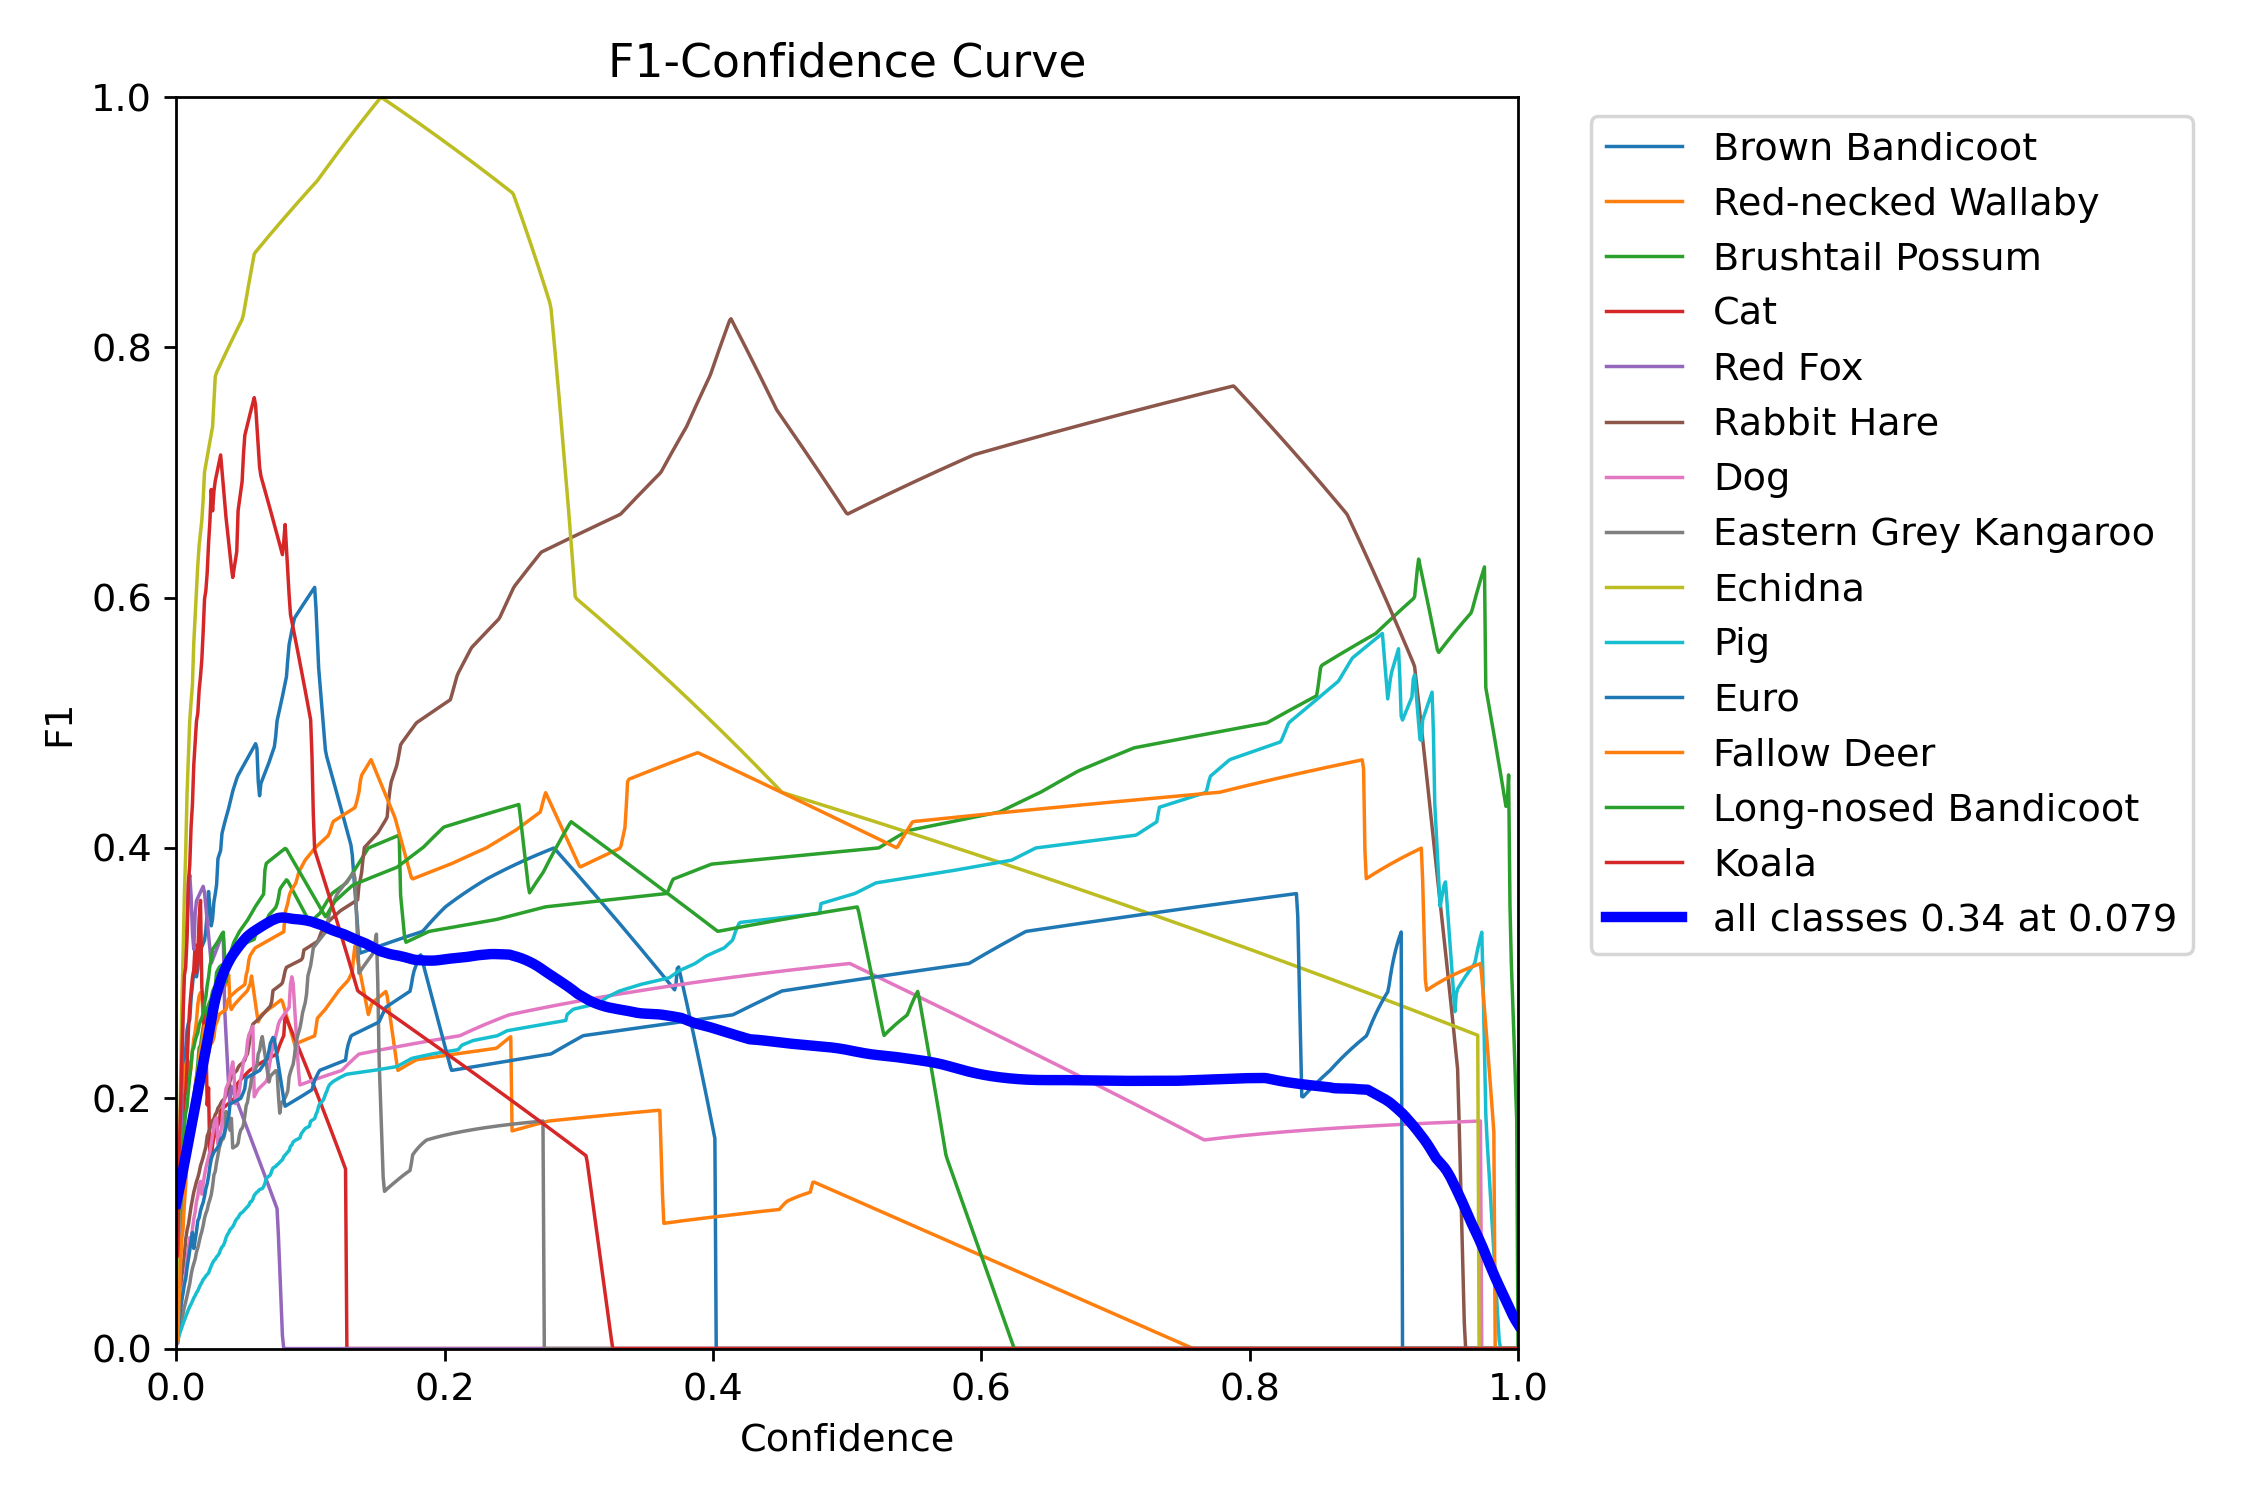 F1-Confidence Curve
1.0
0.8
0.6
0.4
0.2
0.0
F1
0.0 0.2 0.4 0.6 0.8 1.0
Confidence
Brown Bandicoot
Red-necked Wallaby
Brushtail Possum
Cat
Red Fox
Rabbit Hare
Dog
Eastern Grey Kangaroo
Echidna
Pig
Euro
Fallow Deer
Long-nosed Bandicoot
Koala
all classes 0.34 at 0.079